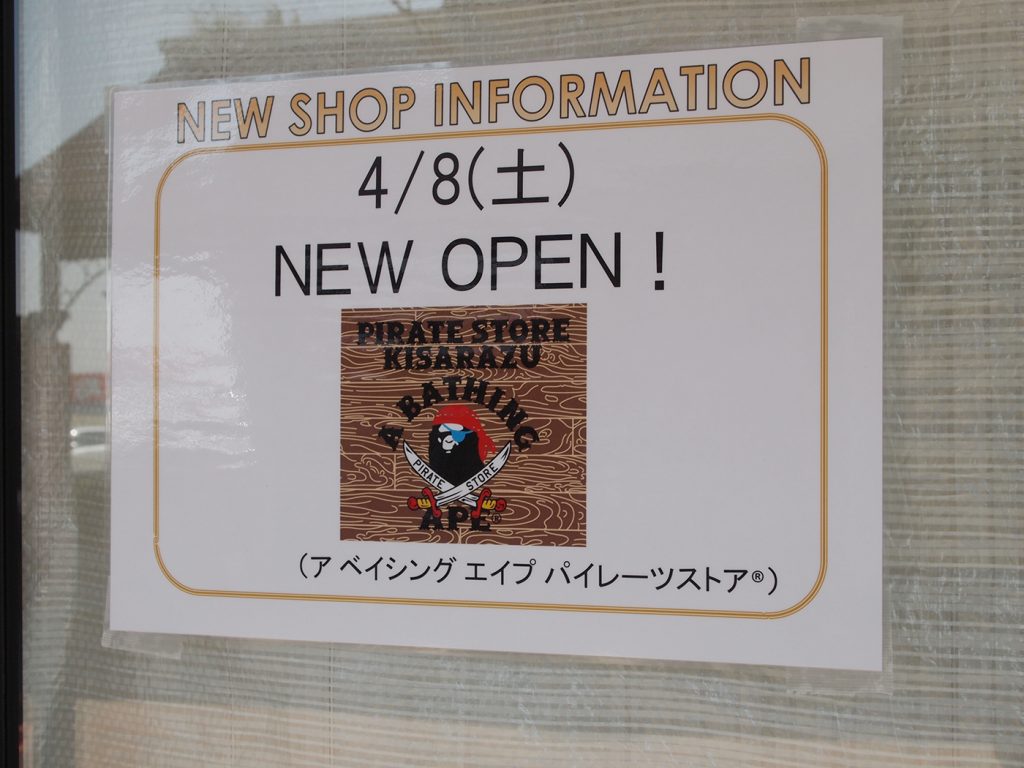 NEW SHOP INFORMATION
4/8(土)
NEW OPEN！
PIRATE STORE
KISARAZU
A BATHING
PIRATE STORE
APE®
(ア ベイシング エイプ パイレーツストア®)